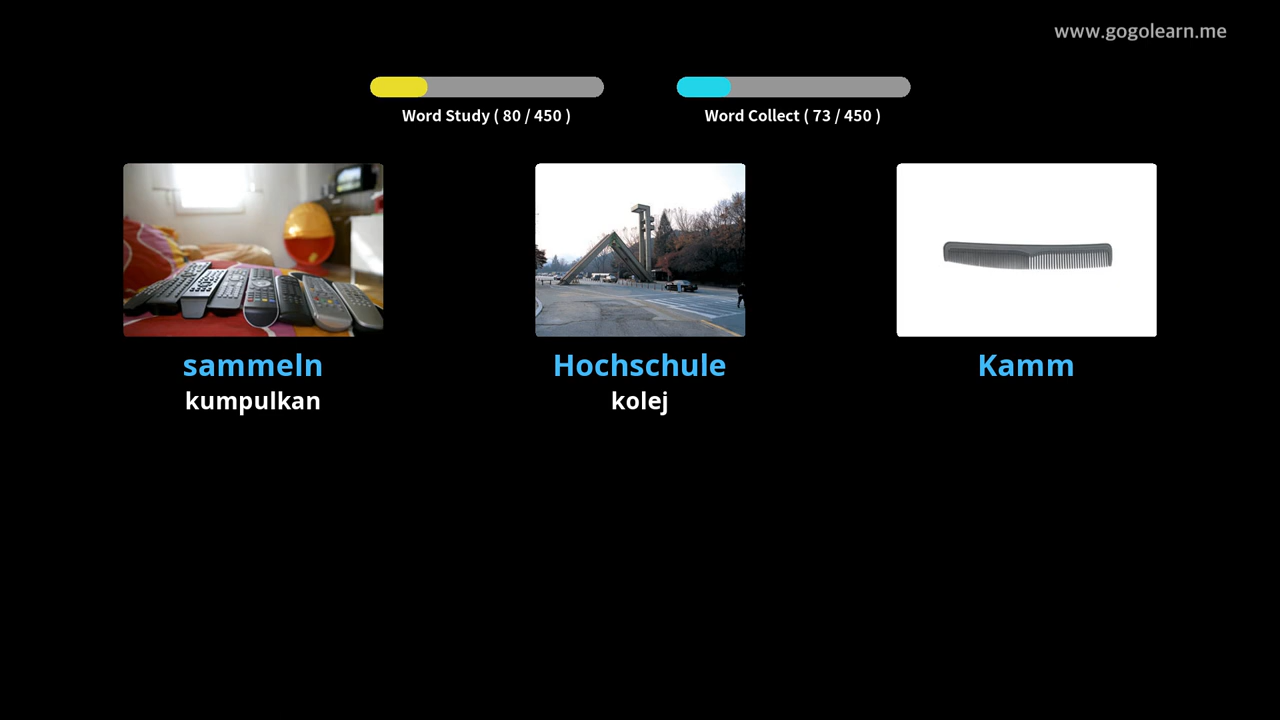 www.gogolearn.me
Word Study ( 80 / 450 )
Word Collect ( 73 / 450 )
sammeln
kumpulkan
Hochschule
kolej
Kamm